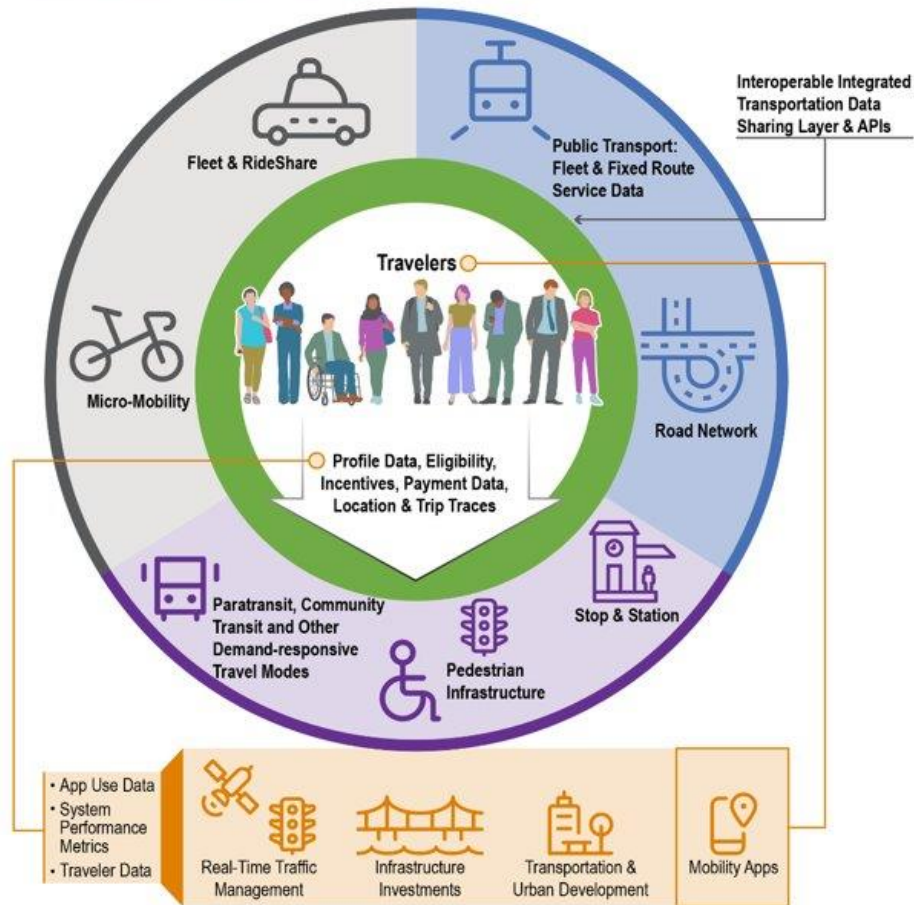 Fleet & RideShare
Public Transport:
Fleet & Fixed Route
Service Data
Interoperable Integrated
Transportation Data
Sharing Layer & APIs
Travelers
Micro-Mobility
Road Network
Profile Data, Eligibility,
Incentives, Payment Data,
Location & Trip Traces
Paratransit, Community
Transit and Other
Demand-responsive
Travel Modes
Pedestrian
Infrastructure
Stop & Station
• App Use Data
• System
Performance
Metrics
• Traveler Data
Real-Time Traffic
Management
Infrastructure
Investments
Transportation &
Urban Development
Mobility Apps